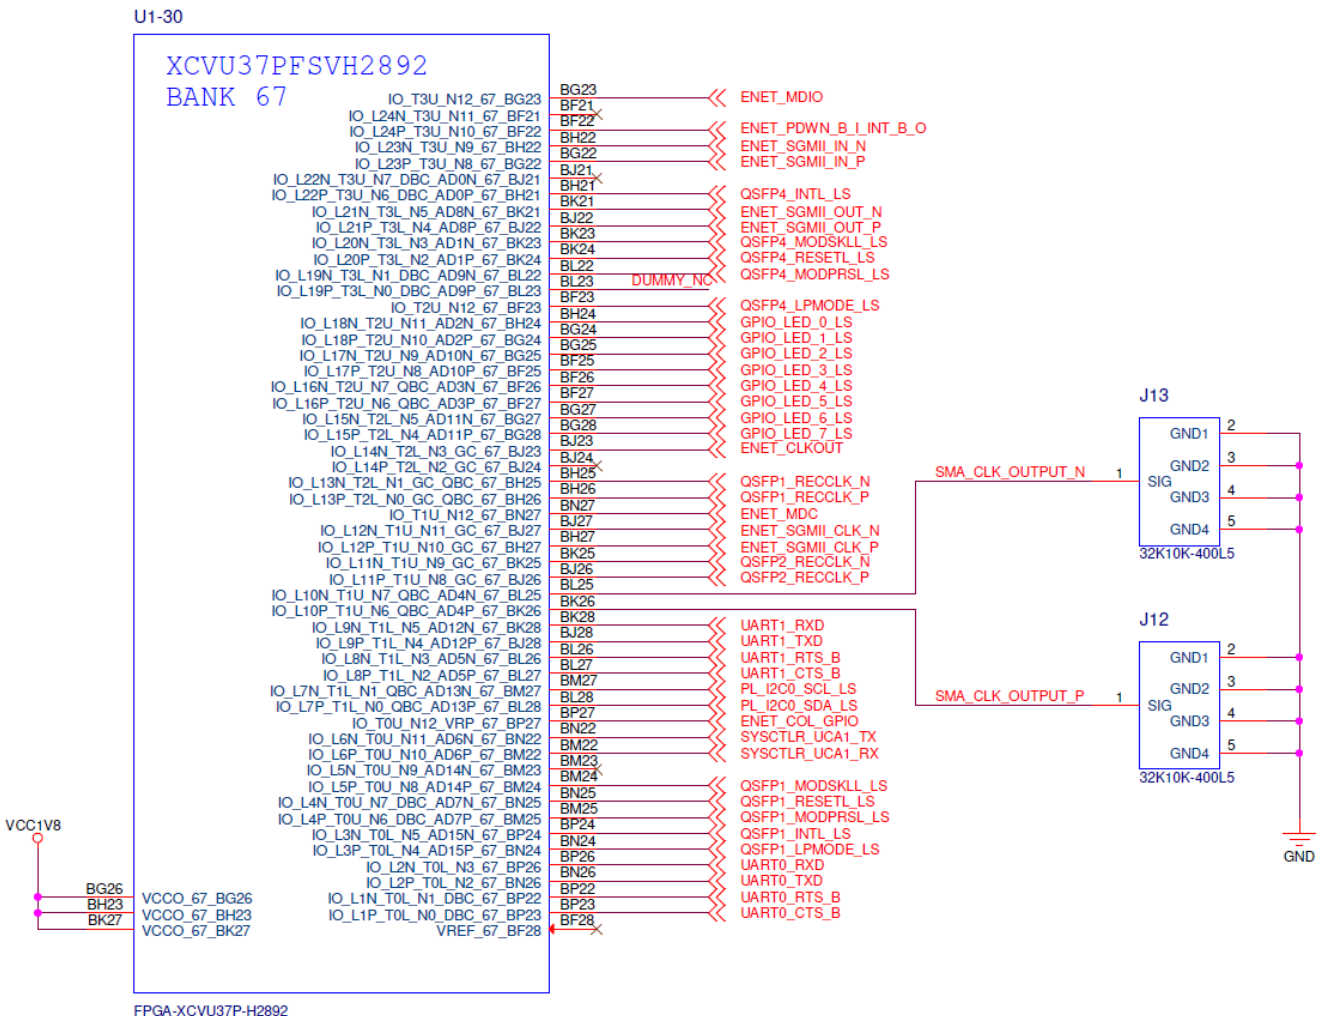 U1-30
XCVU37PFSVH2892
BANK 67
IO_T3U_N12_67_BG23 BG23 ENET_MDIO
IO_L24N_T3U_N11_67_BF21 BF21
IO_L24P_T3U_N10_67_BF22 BF22 ENET_PDWN_B_I_INT_B_O
IO_L23N_T3U_N9_67_BH22 BH22 ENET_SGMII_IN_N
IO_L23P_T3U_N8_67_BG22 BG22 ENET_SGMII_IN_P
IO_L22N_T3U_N7_DBC_AD0N_67_BJ21 BJ21
IO_L22P_T3U_N6_DBC_AD0P_67_BH21 BH21 QSFP4_INTL_LS
IO_L21N_T3L_N5_AD8N_67_BK21 BK21 ENET_SGMII_OUT_N
IO_L21P_T3L_N4_AD8P_67_BJ22 BJ22 ENET_SGMII_OUT_P
IO_L20N_T3L_N3_AD1N_67_BK23 BK23 QSFP4_MODSKLL_LS
IO_L20P_T3L_N2_AD1P_67_BK24 BK24 QSFP4_RESETL_LS
IO_L19N_T3L_N1_DBC_AD9N_67_BL22 BL22 QSFP4_MODPRSL_LS
IO_L19P_T3L_N0_DBC_AD9P_67_BL23 BL23 DUMMY_NC
IO_T2U_N12_67_BF23 BF23 QSFP4_LPMODE_LS
IO_L18N_T2U_N11_AD2N_67_BH24 BH24 GPIO_LED_0_LS
IO_L18P_T2U_N10_AD2P_67_BG24 BG24 GPIO_LED_1_LS
IO_L17N_T2U_N9_AD10N_67_BG25 BG25 GPIO_LED_2_LS
IO_L17P_T2U_N8_AD10P_67_BF25 BF25 GPIO_LED_3_LS
IO_L16N_T2U_N7_QBC_AD3N_67_BF26 BF26 GPIO_LED_4_LS
IO_L16P_T2U_N6_QBC_AD3P_67_BF27 BF27 GPIO_LED_5_LS
IO_L15N_T2L_N5_AD11N_67_BG27 BG27 GPIO_LED_6_LS
IO_L15P_T2L_N4_AD11P_67_BG28 BG28 GPIO_LED_7_LS
IO_L14N_T2L_N3_GC_67_BJ23 BJ23 ENET_CLKOUT
IO_L14P_T2L_N2_GC_67_BJ24 BJ24
IO_L13N_T2L_N1_GC_QBC_67_BH25 BH25 QSFP1_RECCLK_N
IO_L13P_T2L_N0_GC_QBC_67_BH26 BH26 QSFP1_RECCLK_P
IO_T1U_N12_67_BN27 BN27 ENET_MDC
IO_L12N_T1U_N11_GC_67_BJ27 BJ27 ENET_SGMII_CLK_N
IO_L12P_T1U_N10_GC_67_BH27 BH27 ENET_SGMII_CLK_P
IO_L11N_T1U_N9_GC_67_BK25 BK25 QSFP2_RECCLK_N
IO_L11P_T1U_N8_GC_67_BJ26 BJ26 QSFP2_RECCLK_P
IO_L10N_T1U_N7_QBC_AD4N_67_BL25 BL25
IO_L10P_T1U_N6_QBC_AD4P_67_BK26 BK26
IO_L9N_T1L_N5_AD12N_67_BK28 BK28 UART1_RXD
IO_L9P_T1L_N4_AD12P_67_BJ28 BJ28 UART1_TXD
IO_L8N_T1L_N3_AD5N_67_BL26 BL26 UART1_RTS_B
IO_L8P_T1L_N2_AD5P_67_BL27 BL27 UART1_CTS_B
IO_L7N_T1L_N1_QBC_AD13N_67_BM27 BM27 PL_I2C0_SCL_LS
IO_L7P_T1L_N0_QBC_AD13P_67_BL28 BL28 PL_I2C0_SDA_LS
IO_T0U_N12_VRP_67_BP27 BP27 ENET_COL_GPIO
IO_L6N_T0U_N11_AD6N_67_BN22 BN22 SYSCTLR_UCA1_TX
IO_L6P_T0U_N10_AD6P_67_BM22 BM22 SYSCTLR_UCA1_RX
IO_L5N_T0U_N9_AD14N_67_BM23 BM23
IO_L5P_T0U_N8_AD14P_67_BM24 BM24 QSFP1_MODSKLL_LS
IO_L4N_T0U_N7_DBC_AD7N_67_BN25 BN25 QSFP1_RESETL_LS
IO_L4P_T0U_N6_DBC_AD7P_67_BM25 BM25 QSFP1_MODPRSL_LS
IO_L3N_T0L_N5_AD15N_67_BP24 BP24 QSFP1_INTL_LS
IO_L3P_T0L_N4_AD15P_67_BN24 BN24 QSFP1_LPMODE_LS
IO_L2N_T0L_N3_67_BP26 BP26 UART0_RXD
IO_L2P_T0L_N2_67_BN26 BN26 UART0_TXD
IO_L1N_T0L_N1_DBC_67_BP22 BP22 UART0_RTS_B
IO_L1P_T0L_N0_DBC_67_BP23 BP23 UART0_CTS_B
VREF_67_BF28 BF28
VCC1V8
BG26 VCCO_67_BG26
BH23 VCCO_67_BH23
BK27 VCCO_67_BK27
FPGA-XCVU37P-H2892
J13
SMA_CLK_OUTPUT_N 1 SIG
GND1 2
GND2 3
GND3 4
GND4 5
32K10K-400L5
J12
SMA_CLK_OUTPUT_P 1 SIG
GND1 2
GND2 3
GND3 4
GND4 5
32K10K-400L5
GND